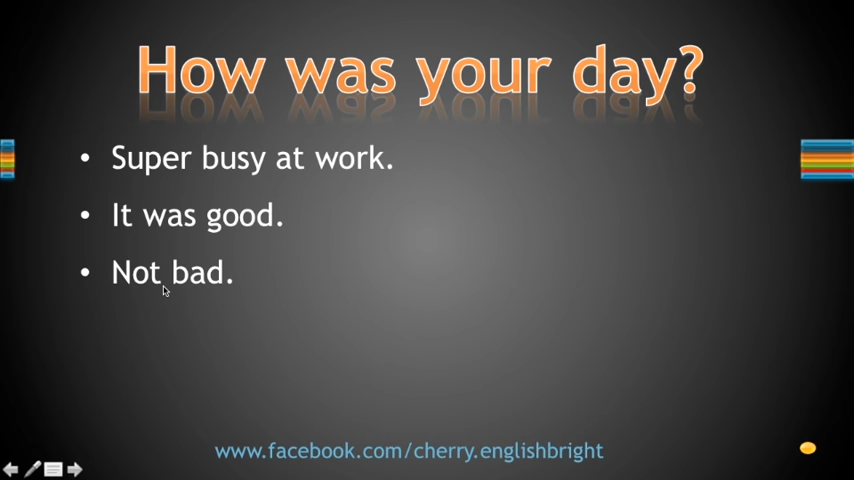 How was your day?
• Super busy at work.
• It was good.
• Not bad.
www.facebook.com/cherry.englishbright